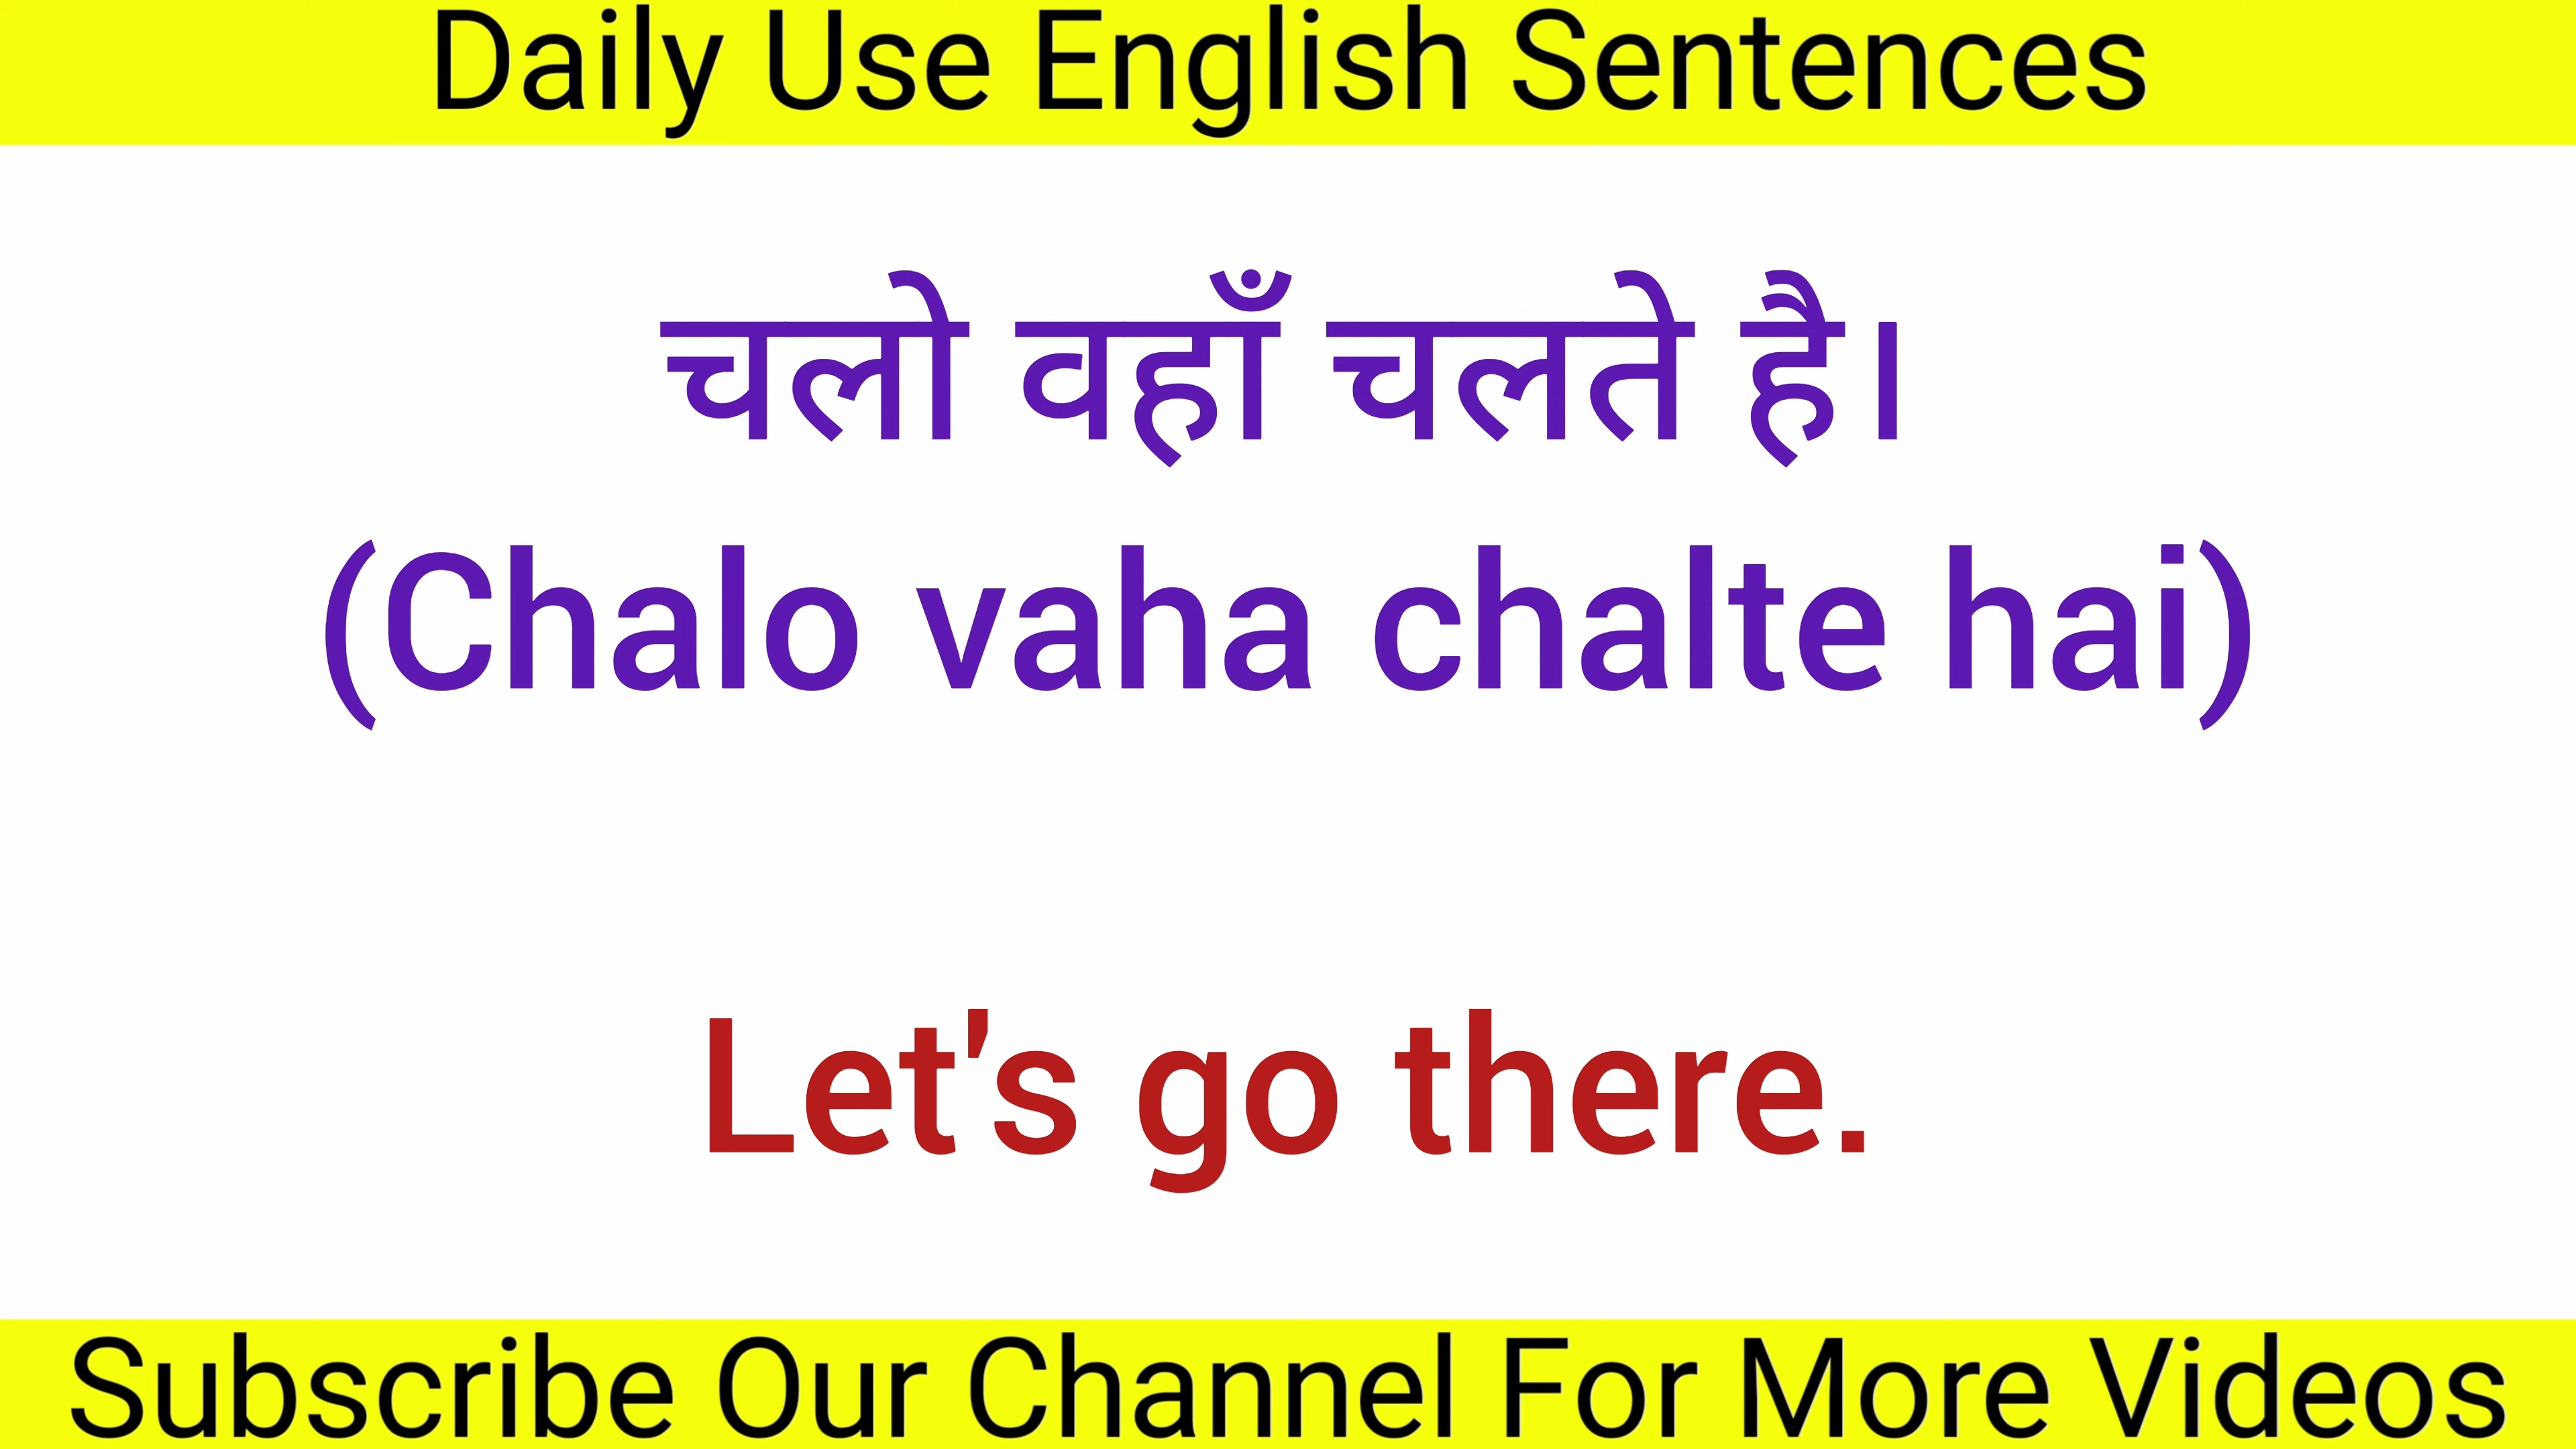 Daily Use English Sentences
चलो वहाँ चलते है।
(Chalo vaha chalte hai)
Let's go there.
Subscribe Our Channel For More Videos